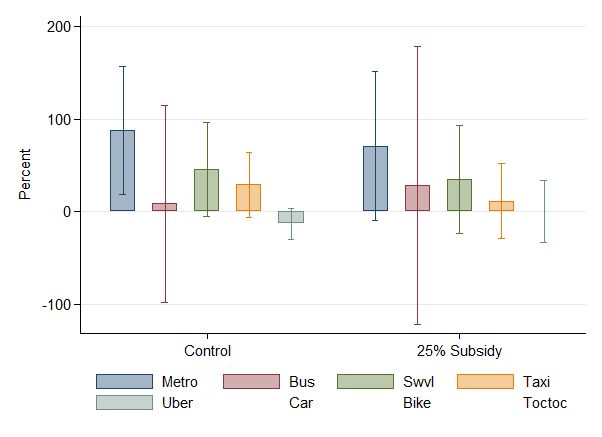 200
100
0
-100
Percent
Control 25% Subsidy
Metro Bus Swvl Taxi
Uber Car Bike Toctoc